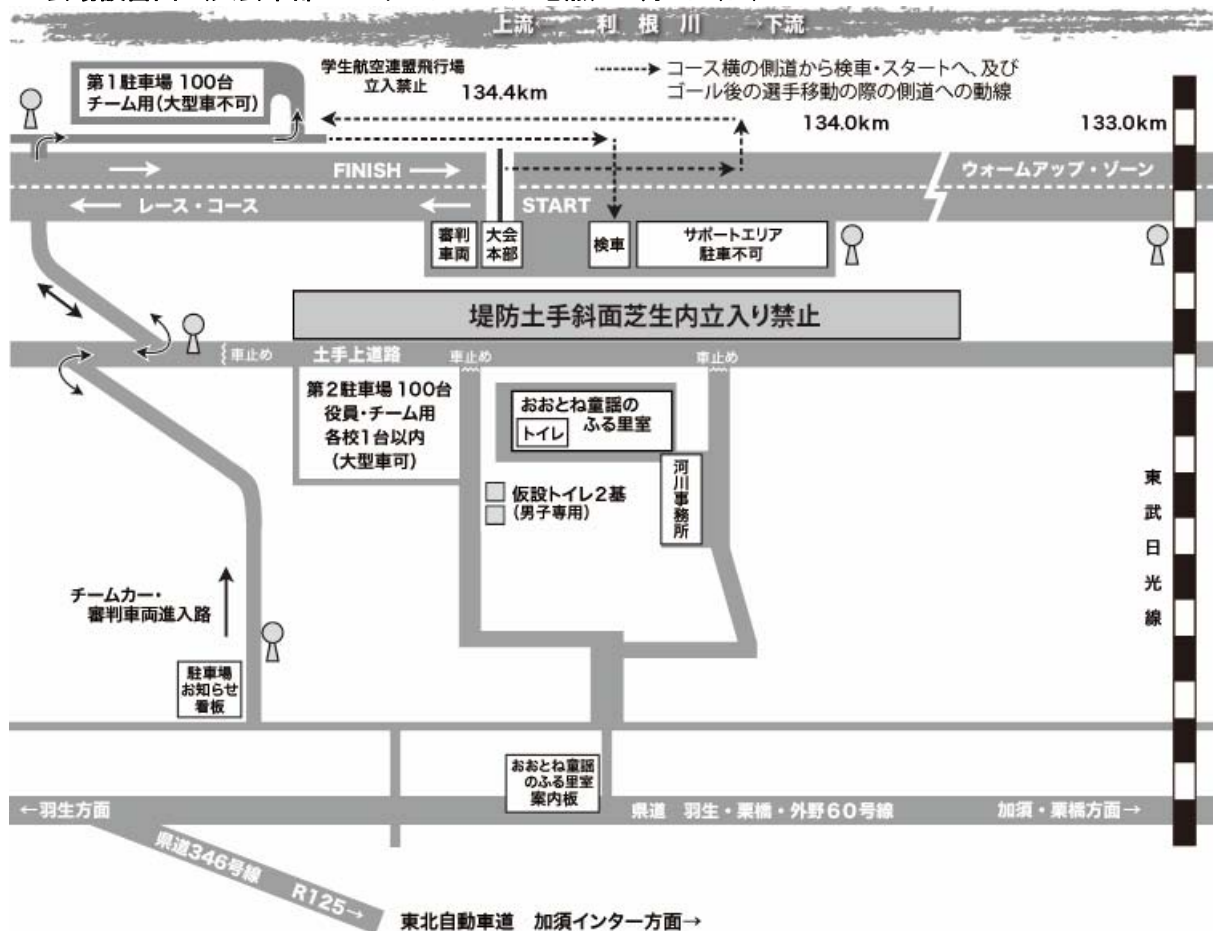 上流← 利根川 →下流
第1駐車場 100台
チーム用(大型車不可)
学生航空連盟飛行場
立入禁止
134.4km
コース横の側道から検車・スタートへ、及び
ゴール後の選手移動の際の側道への動線
134.0km
133.0km
FINISH
ウォームアップ・ゾーン
レース・コース
START
審判
車両
大会
本部
検車
サポートエリア
駐車不可
堤防土手斜面芝生内立入り禁止
車止め
土手上道路
車止め
車止め
第2駐車場 100台
役員・チーム用
各校1台以内
(大型車可)
おおとね童謡の
ふる里室
トイレ
河川事務所
仮設トイレ2基
(男子専用)
東武日光線
チームカー・
審判車両進入路
駐車場
お知らせ
看板
おおとね童謡
のふる里室
案内板
←羽生方面
県道 羽生・栗橋・外野60号線
加須・栗橋方面→
県道346号線 R125→
東北自動車道 加須インター方面→